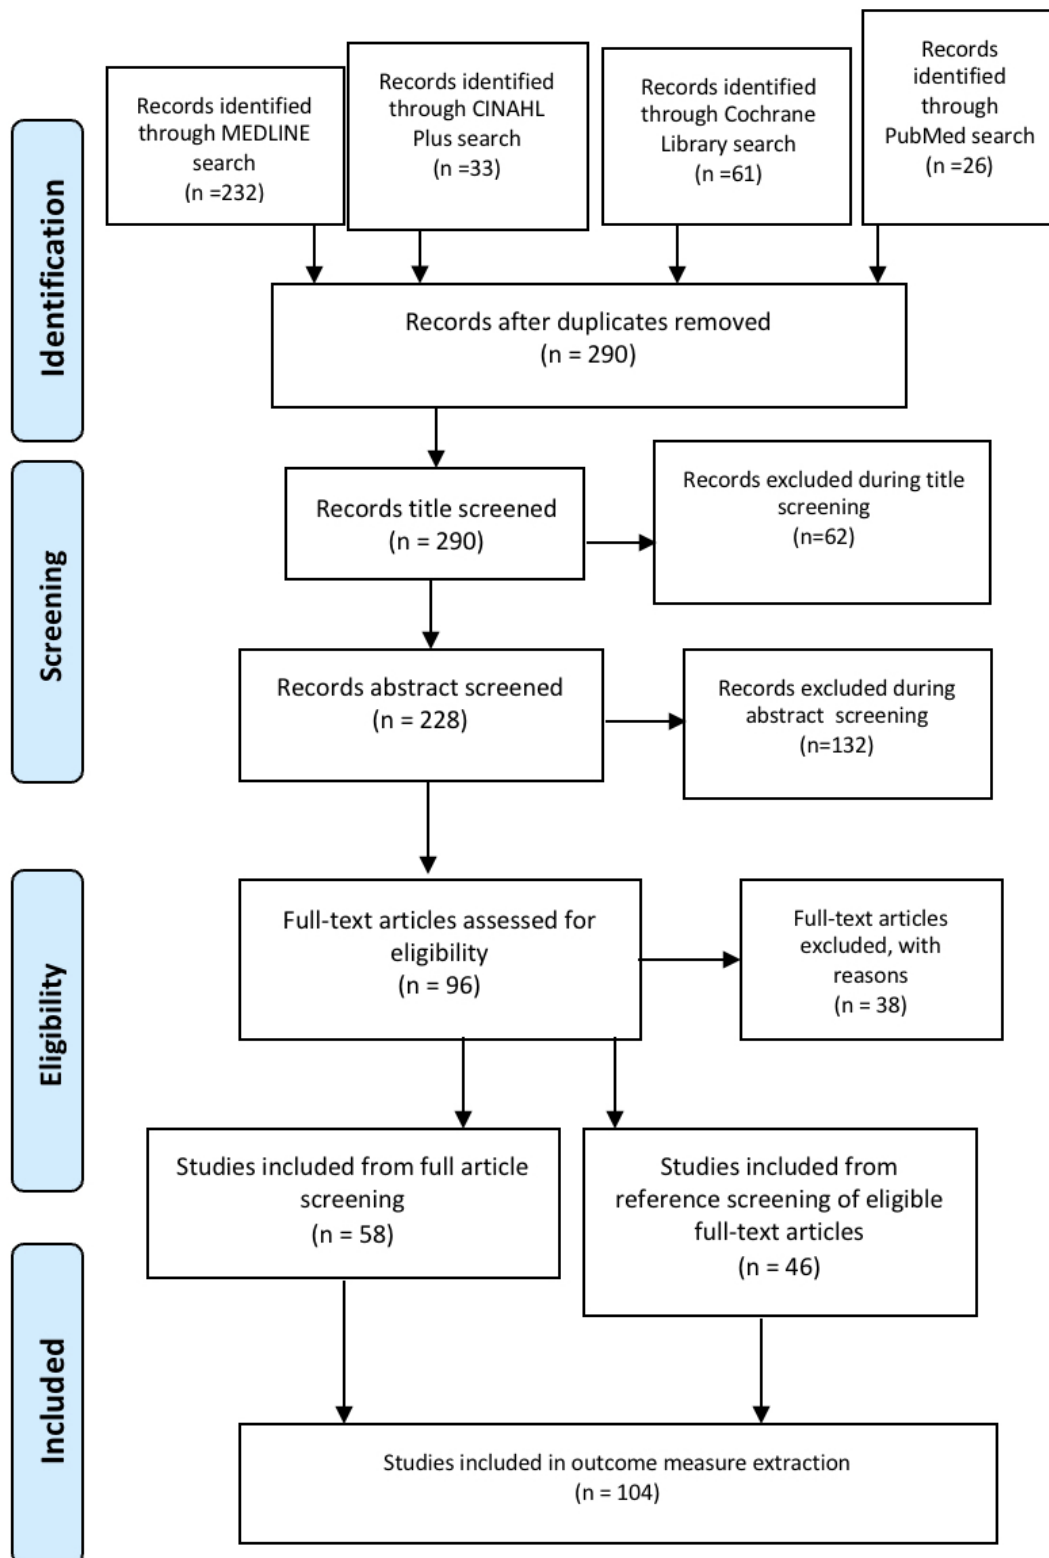 Identification
Records identified
through MEDLINE
search
(n =232)
Records identified
through CINAHL
Plus search
(n =33)
Records identified
through Cochrane
Library search
(n =61)
Records
identified
through
PubMed search
(n =26)
Records after duplicates removed
(n = 290)
Screening
Records title screened
(n = 290)
Records excluded during title
screening
(n=62)
Records abstract screened
(n = 228)
Records excluded during
abstract  screening
(n=132)
Eligibility
Full-text articles assessed for
eligibility
(n = 96)
Full-text articles
excluded, with
reasons
(n = 38)
Studies included from full article
screening
(n = 58)
Studies included from
reference screening of eligible
full-text articles
(n = 46)
Included
Studies included in outcome measure extraction
(n = 104)